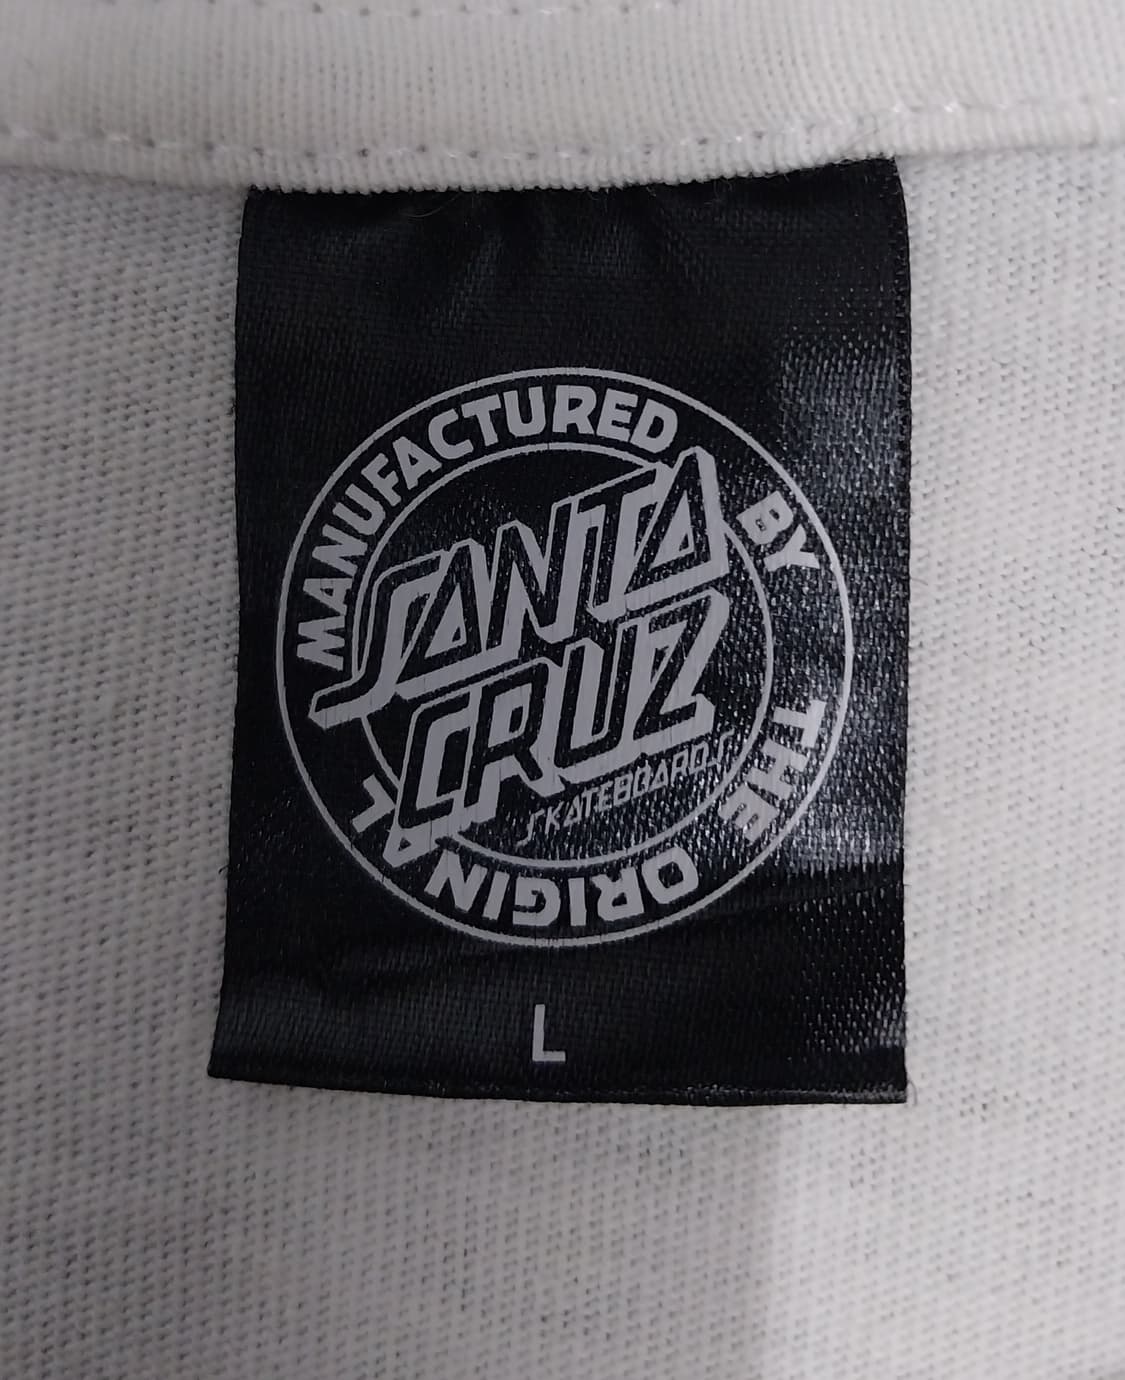 MANUFACTURED BY THE ORIGINAL
SANTA
CRUZ
SKATEBOARDS
L